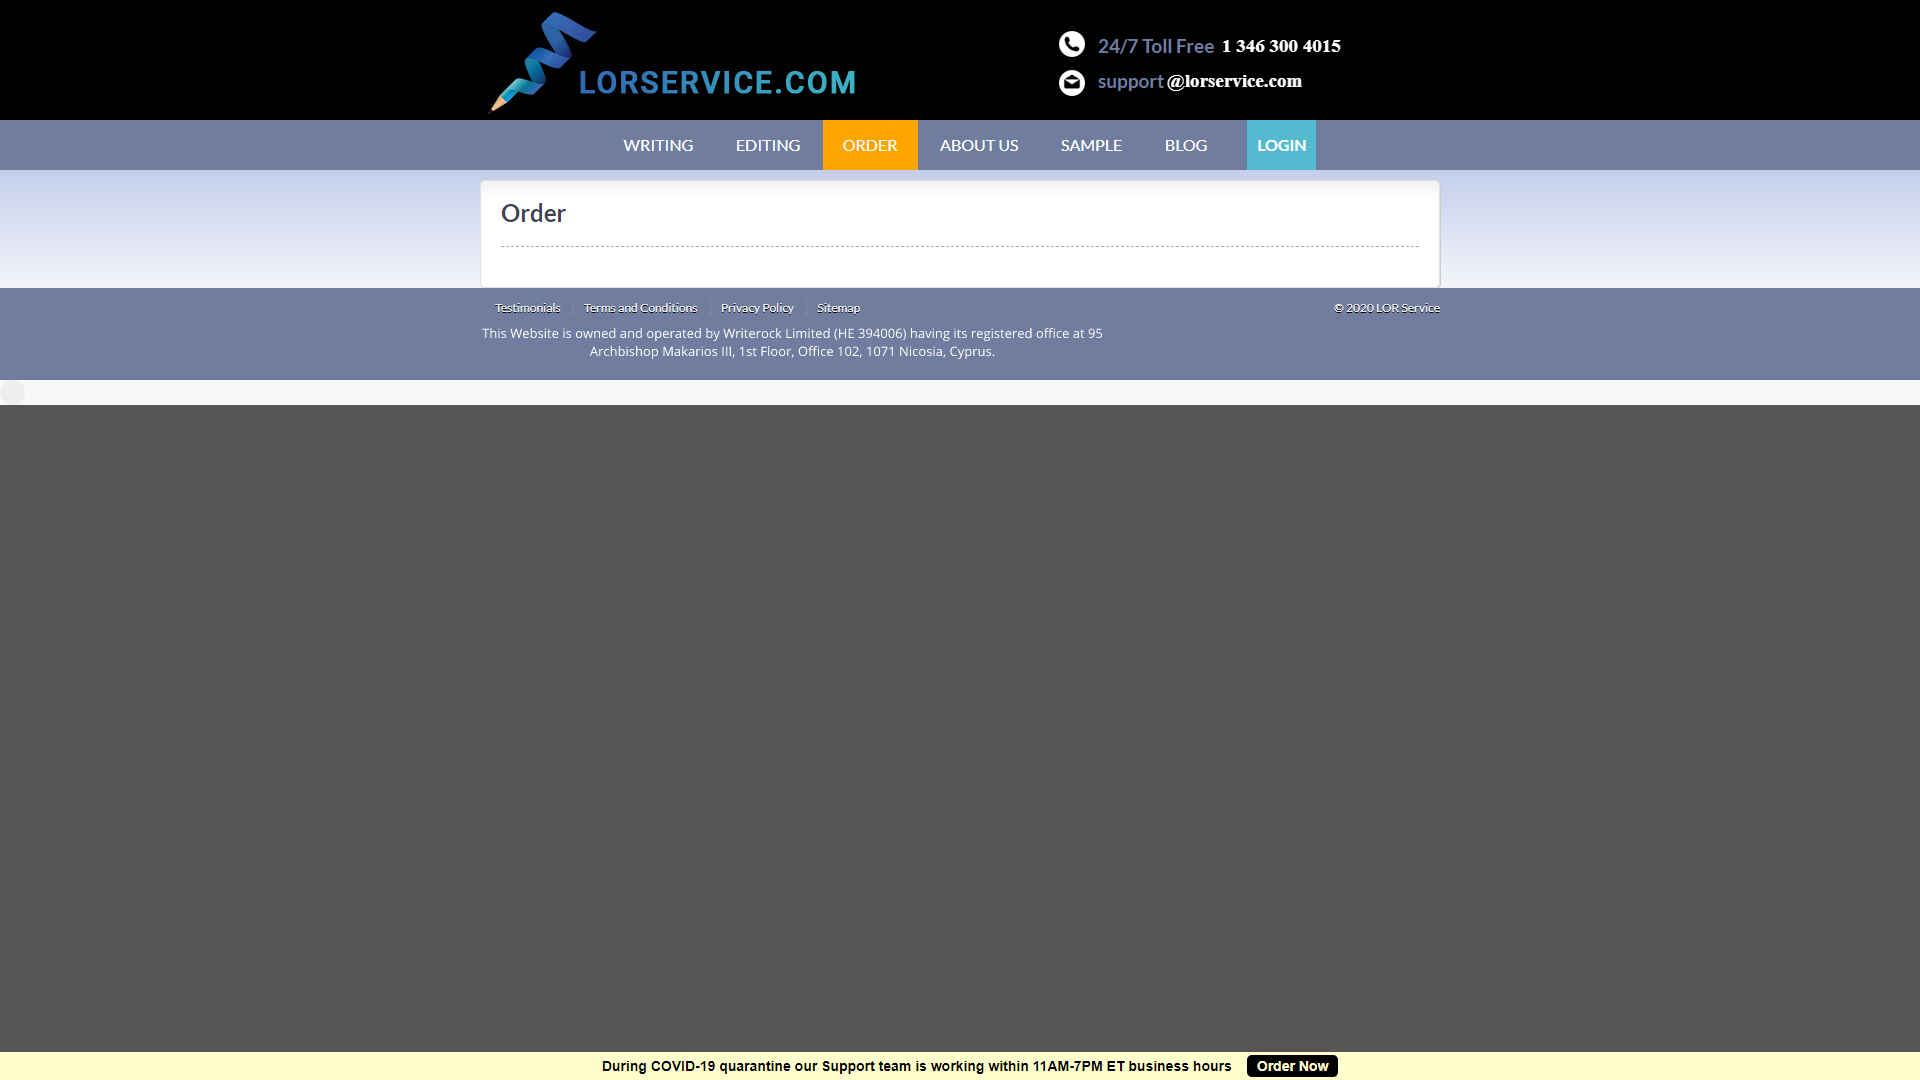 LORSERVICE.COM
24/7 Toll Free 1 346 300 4015
support@lorservice.com
WRITING EDITING ORDER ABOUT US SAMPLE BLOG LOGIN
Order
Testimonials Terms and Conditions Privacy Policy Sitemap © 2020 LOR Service
This Website is owned and operated by Writerock Limited (HE 394006) having its registered office at 95
Archbishop Makarios III, 1st Floor, Office 102, 1071 Nicosia, Cyprus.
During COVID-19 quarantine our Support team is working within 11AM-7PM ET business hours Order Now